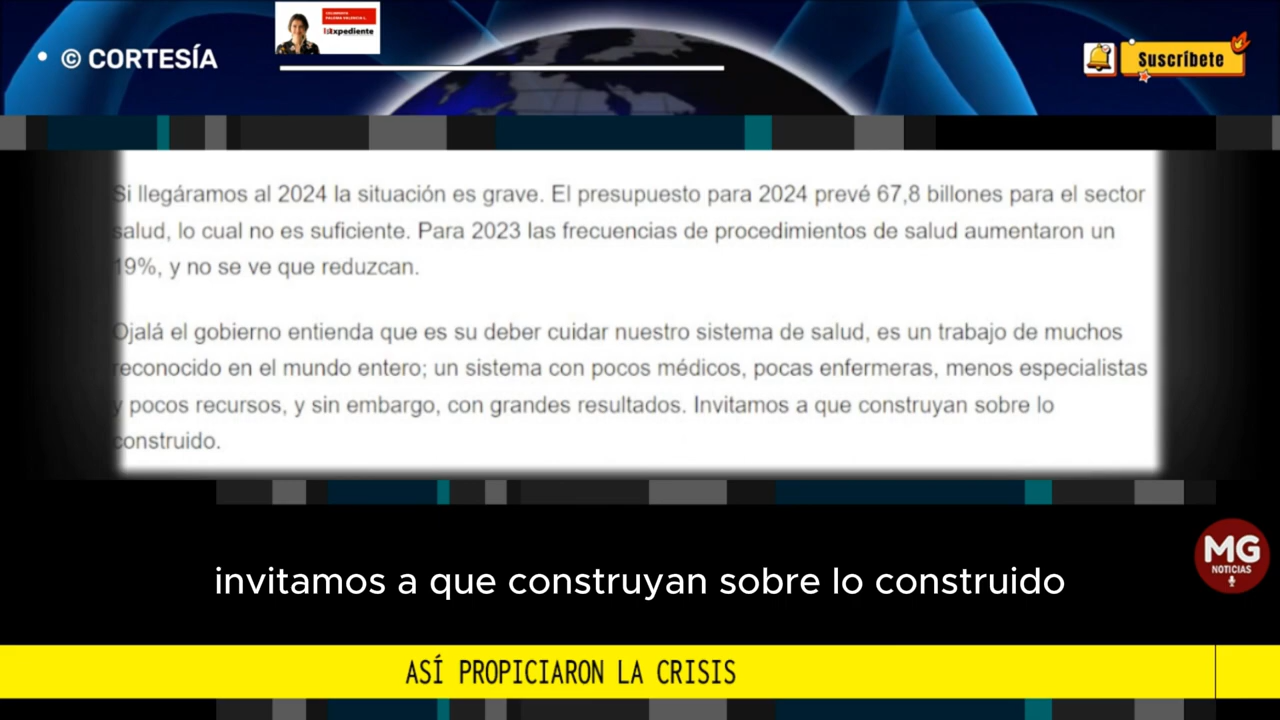 © CORTESÍA
PALOMA VALENCIA L.
Expediente
Suscríbete
Si llegáramos al 2024 la situación es grave. El presupuesto para 2024 prevé 67,8 billones para el sector
salud, lo cual no es suficiente. Para 2023 las frecuencias de procedimientos de salud aumentaron un
19%, y no se ve que reduzcan.
Ojalá el gobierno entienda que es su deber cuidar nuestro sistema de salud, es un trabajo de muchos
reconocido en el mundo entero; un sistema con pocos médicos, pocas enfermeras, menos especialistas
y pocos recursos, y sin embargo, con grandes resultados. Invitamos a que construyan sobre lo
construido.
MG
NOTICIAS
invitamos a que construyan sobre lo construido
ASÍ PROPICIARON LA CRISIS